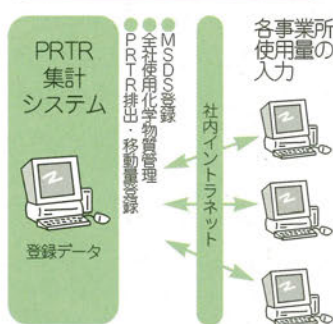 PRTR
集計
システム
登録データ
MSDS登録
全社使用化学物質管理
PRTR排出・移動量登録
社内イントラネット
各事業所
使用量の
入力